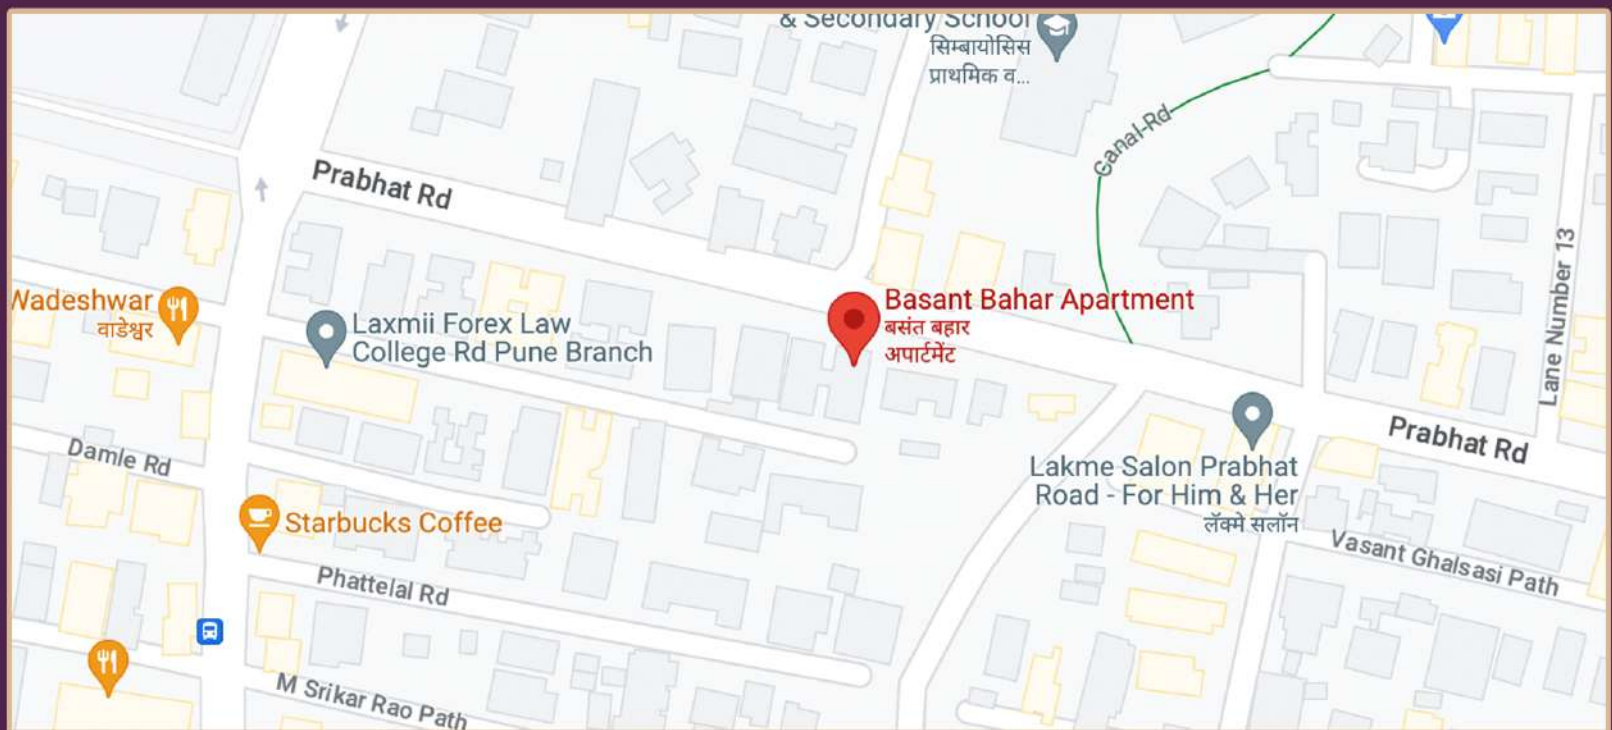 & Secondary School
सिम्बायोसिस
प्राथमिक व...
Canal Rd
Prabhat Rd
Lane Number 13
Wadeshwar
वाडेश्वर
Laxmii Forex Law
College Rd Pune Branch
Basant Bahar Apartment
बसंत बहार
अपार्टमेंट
Prabhat Rd
Damle Rd
Lakme Salon Prabhat
Road - For Him & Her
लॅक्मे सलॉन
Starbucks Coffee
Vasant Ghalsasi Path
Phattelal Rd
M Srikar Rao Path